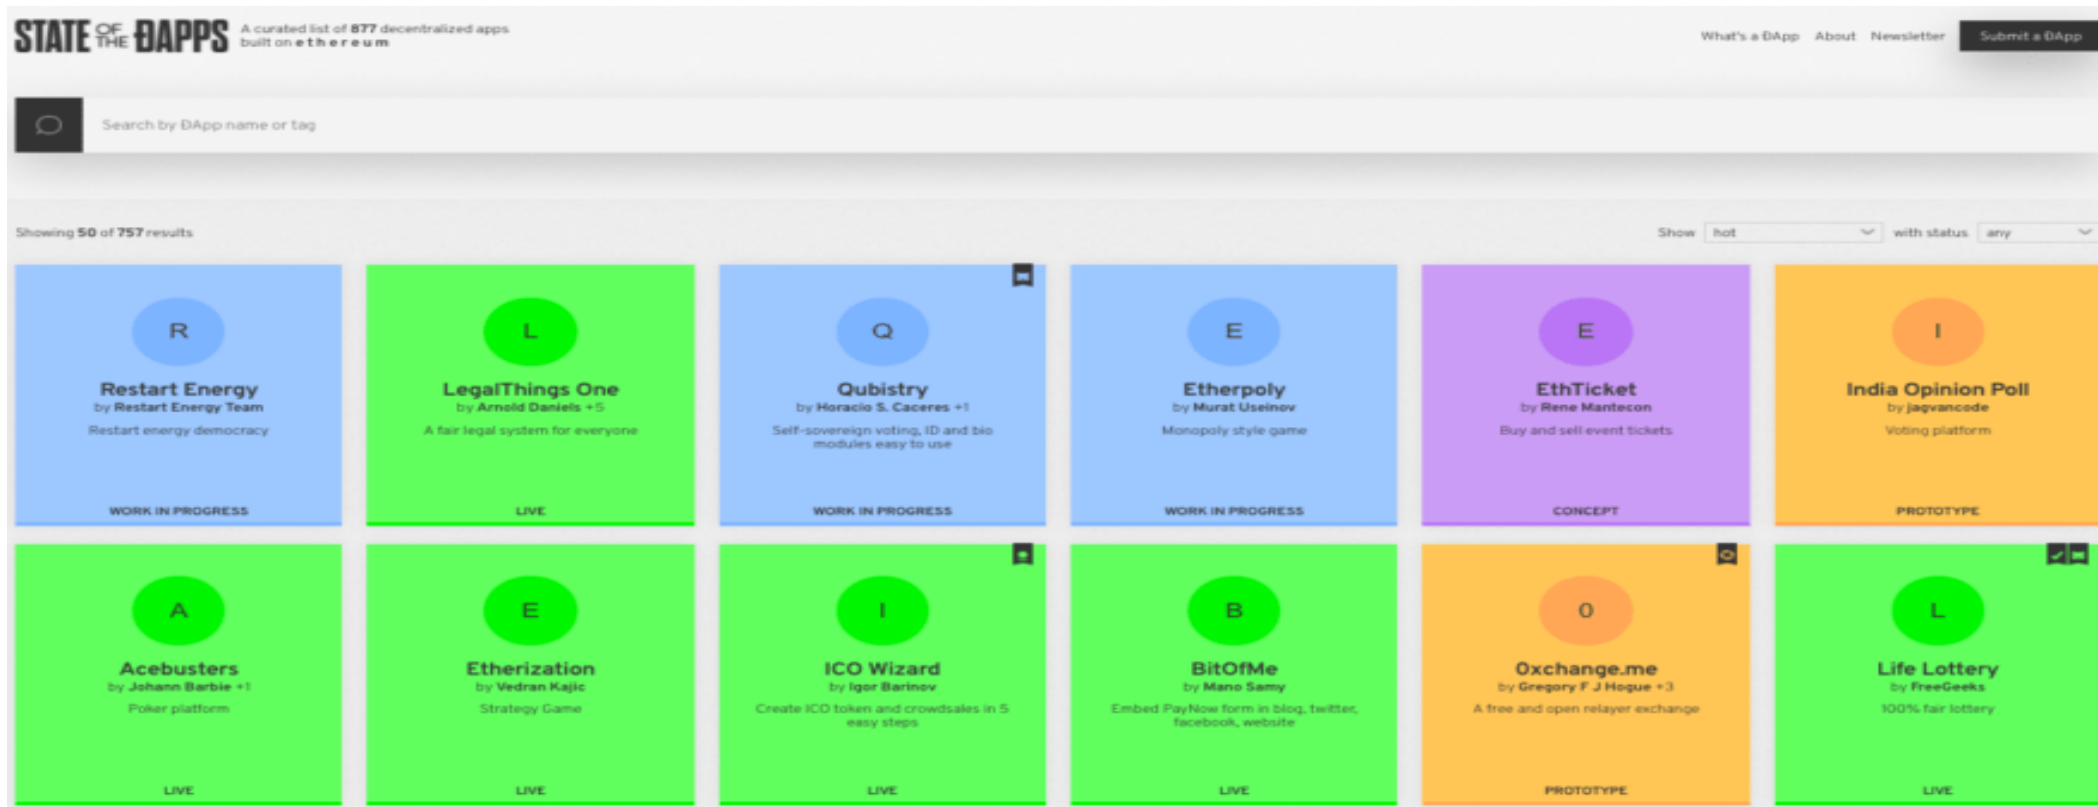 STATE OF THE ĐAPPS
A curated list of 877 decentralized apps
built on ethereum
What's a ĐApp About Newsletter Submit a ĐApp
Search by ĐApp name or tag
Showing 50 of 757 results
Show hot with status any
R
Restart Energy
by Restart Energy Team
Restart energy democracy
WORK IN PROGRESS
L
LegalThings One
by Arnold Daniels +5
A fair legal system for everyone
LIVE
Q
Qubistry
by Horacio S. Caceres +1
Self-sovereign voting, ID and bio
modules easy to use
WORK IN PROGRESS
E
Etherpoly
by Murat Useinov
Monopoly style game
WORK IN PROGRESS
E
EthTicket
by Rene Mantecon
Buy and sell event tickets
CONCEPT
I
India Opinion Poll
by jagvancode
Voting platform
PROTOTYPE
A
Acebusters
by Johann Barbie +1
Poker platform
LIVE
E
Etherization
by Vedran Kajic
Strategy Game
LIVE
I
ICO Wizard
by Igor Barinov
Create ICO token and crowdsales in 5
easy steps
LIVE
B
BitOfMe
by Mano Samy
Embed PayNow form in blog, twitter,
facebook, website
LIVE
0
0xchange.me
by Gregory F J Hogue +3
A free and open relayer exchange
PROTOTYPE
L
Life Lottery
by FreeGeeks
100% fair lottery
LIVE